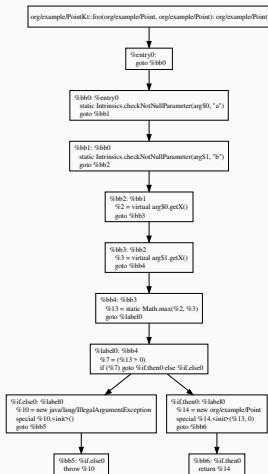 org/example/PointKt::foo(org/example/Point, org/example/Point): org/example/Point
%entry0:
goto %bb0
%bb0: %entry0
static Intrinsics.checkNotNullParameter(arg$0, "a")
goto %bb1
%bb1: %bb0
static Intrinsics.checkNotNullParameter(arg$1, "b")
goto %bb2
%bb2: %bb1
%2 = virtual arg$0.getX()
goto %bb3
%bb3: %bb2
%3 = virtual arg$1.getX()
goto %bb4
%bb4: %bb3
%13 = static Math.max(%2, %3)
goto %label0
%label0: %bb4
%7 = (%13 > 0)
if (%7) goto %if.then0 else %if.else0
%if.else0: %label0
%10 = new java/lang/IllegalArgumentException
special %10.<init>()
goto %bb5
%if.then0: %label0
%14 = new org/example/Point
special %14.<init>(%13, 0)
goto %bb6
%bb5: %if.else0
throw %10
%bb6: %if.then0
return %14